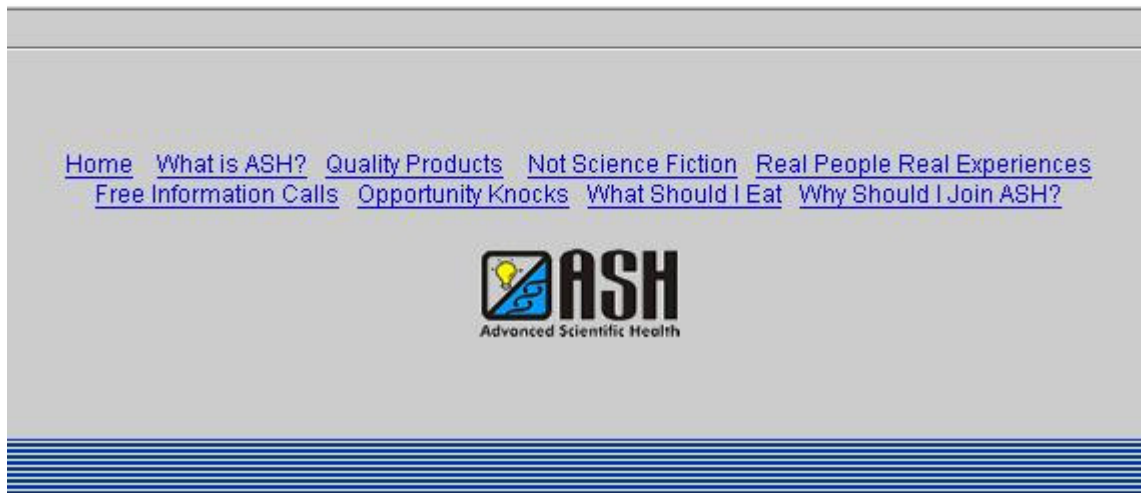 Home What is ASH? Quality Products Not Science Fiction Real People Real Experiences
Free Information Calls Opportunity Knocks What Should I Eat Why Should I Join ASH?
ASH
Advanced Scientific Health